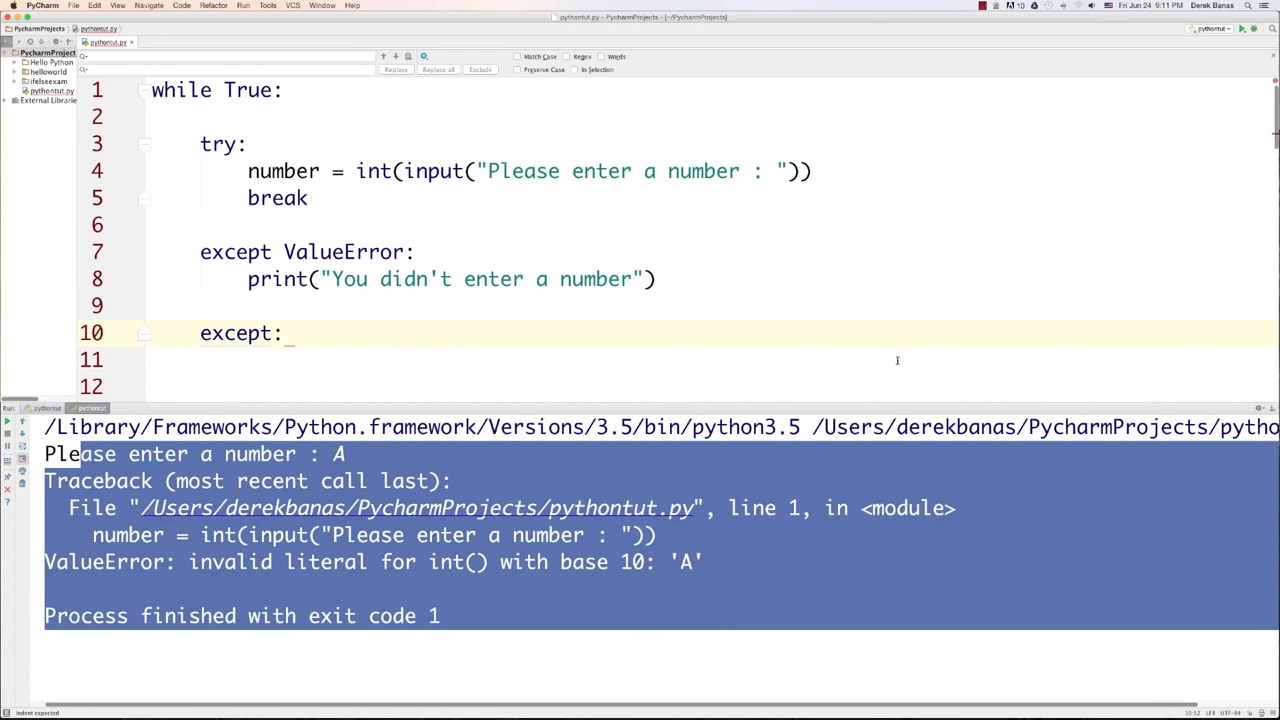 PyCharm File Edit View Navigate Code Refactor Run Tools VCS Window Help Fri Jun 24 9:11 PM Derek Banas
pythontut.py - PycharmProjects - [~/PycharmProjects]
PycharmProjects pythontut.py pythontut
pythontut.py
Match Case Regex Words
Replace Replace all Exclude Preserve Case In Selection
PycharmProject
Hello Python
helloworld
ifelseexam
pythontut.py
External Librarie
1 while True:
2
3 try:
4 number = int(input("Please enter a number : "))
5 break
6
7 except ValueError:
8 print("You didn't enter a number")
9
10 except:
11
12
Run: pythontut pythontut
/Library/Frameworks/Python.framework/Versions/3.5/bin/python3.5 /Users/derekbanas/PycharmProjects/pytho
Please enter a number : A
Traceback (most recent call last):
File "/Users/derekbanas/PycharmProjects/pythontut.py", line 1, in <module>
number = int(input("Please enter a number : "))
ValueError: invalid literal for int() with base 10: 'A'
Process finished with exit code 1
Indent expected 10:12 LF≑ UTF-8≑